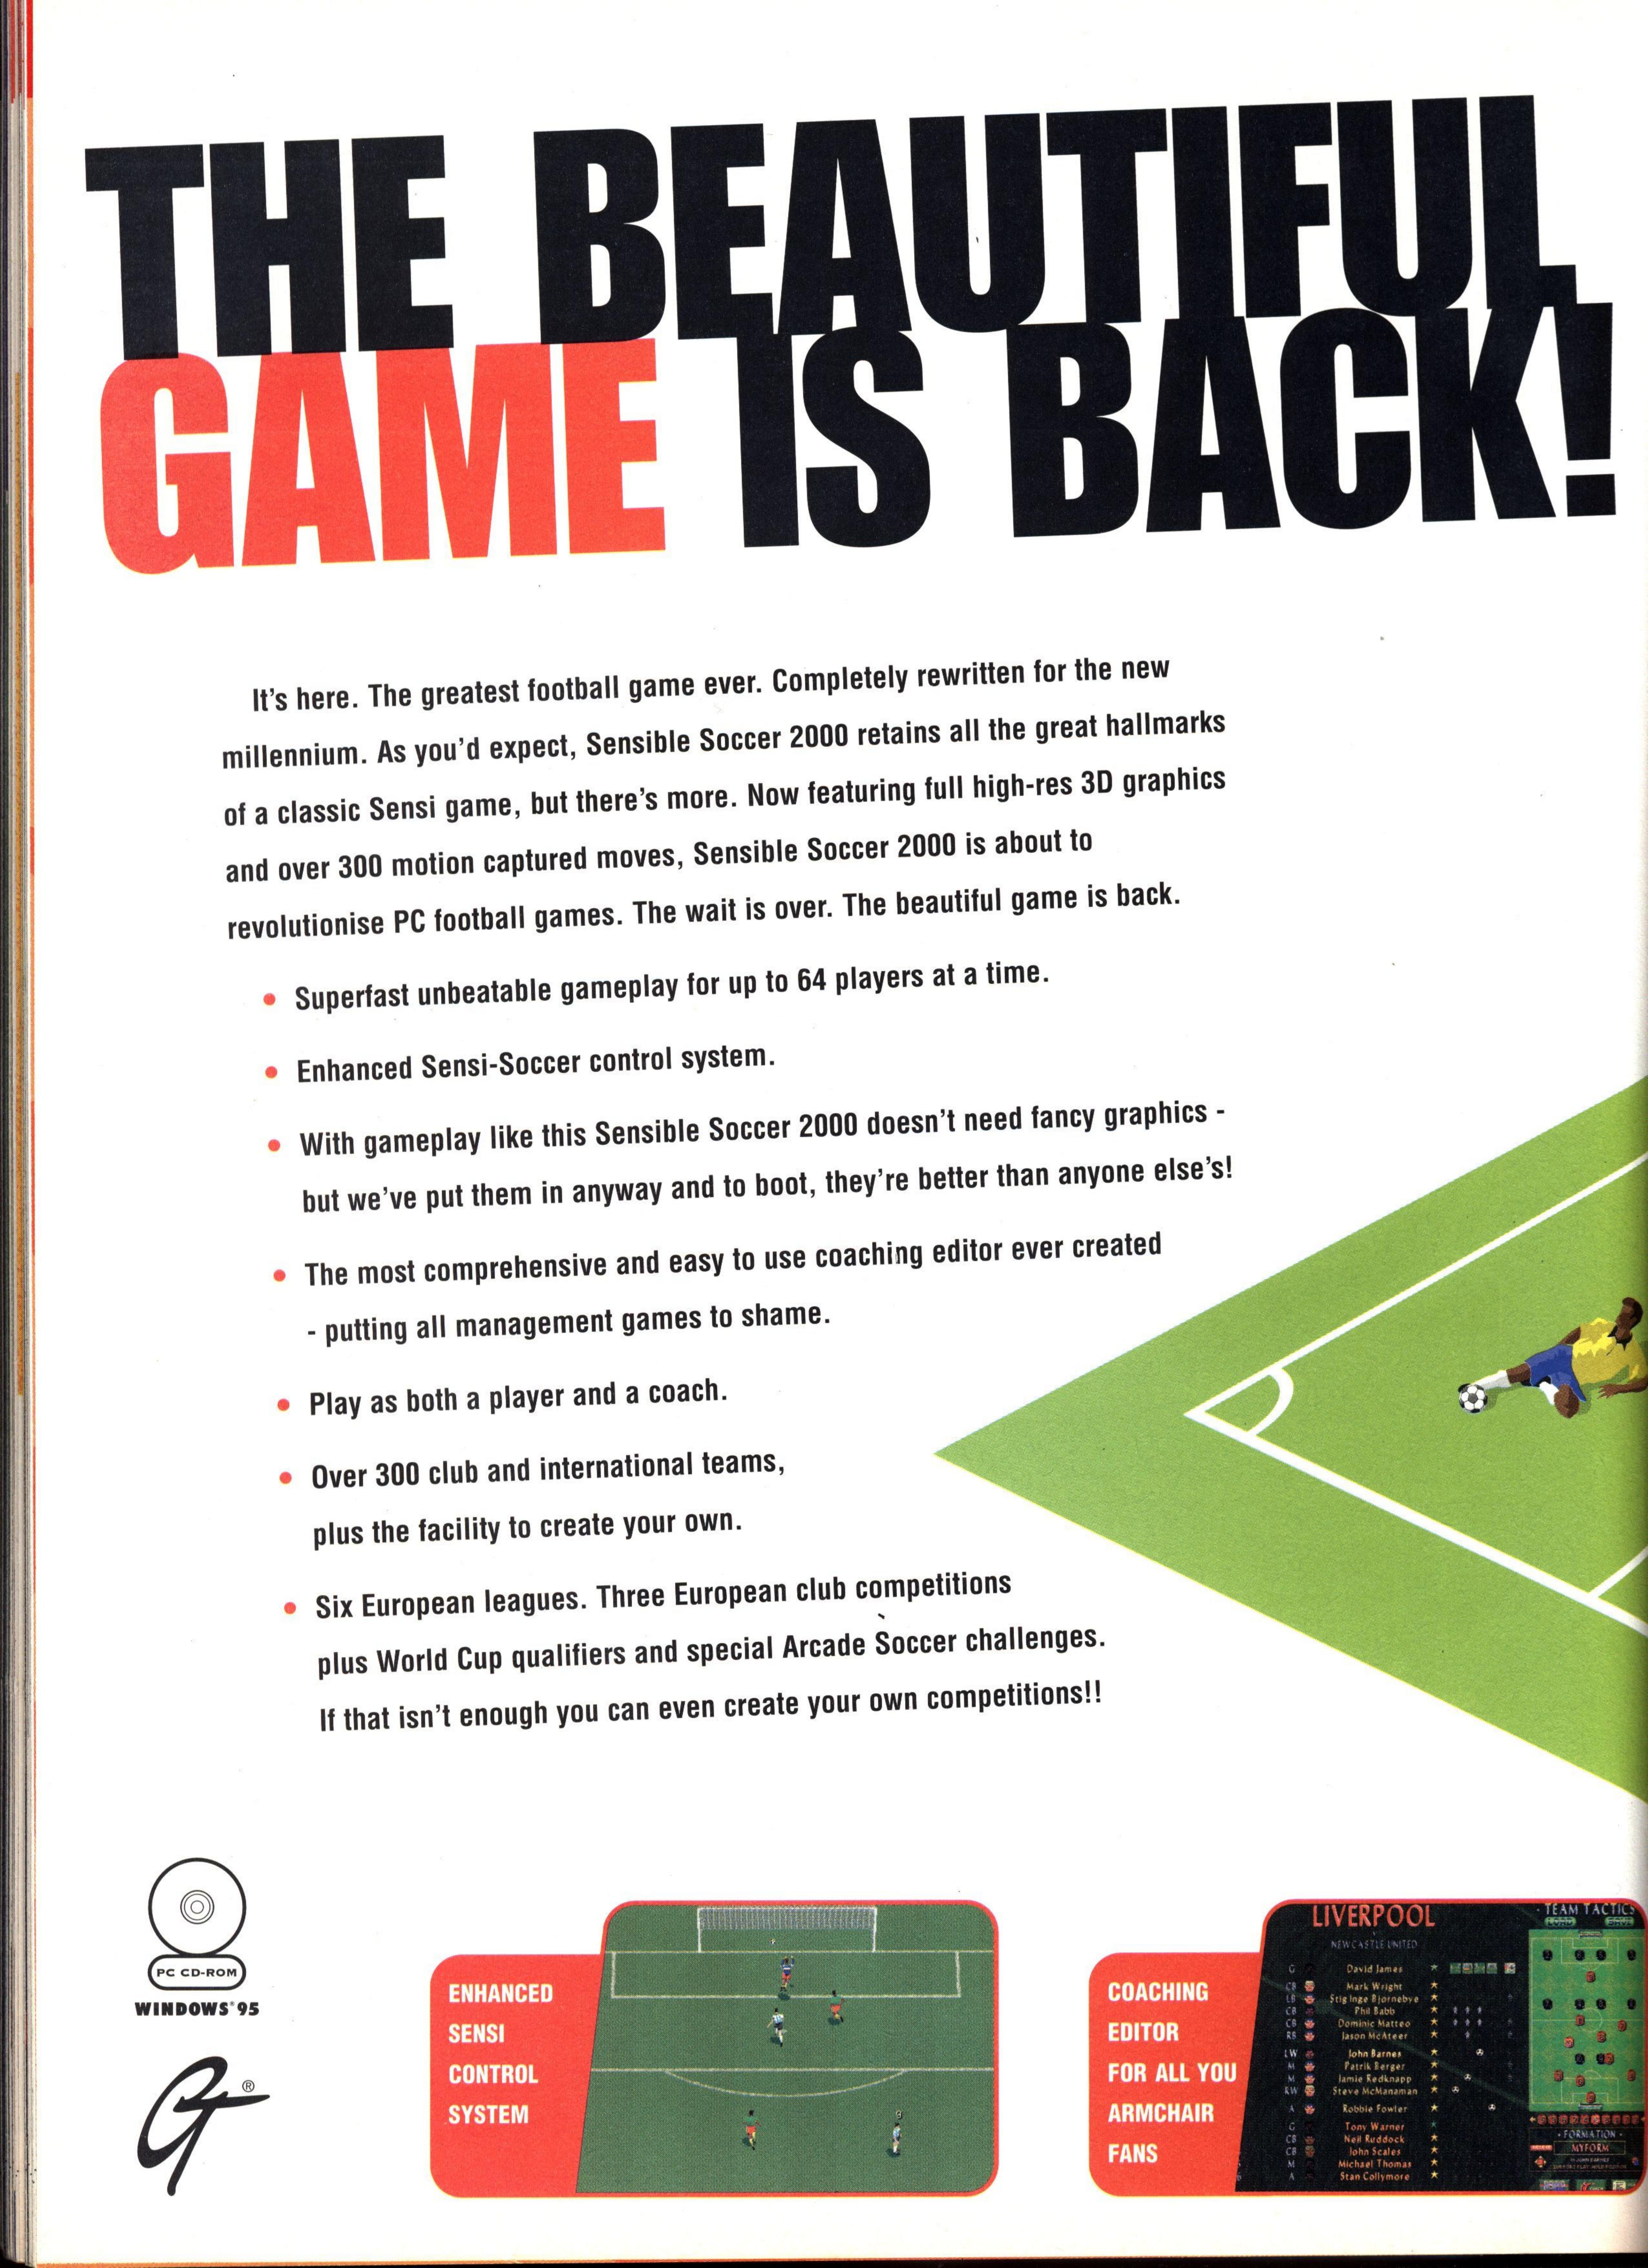 THE BEAUTIFUL
GAME IS BACK!
It's here. The greatest football game ever. Completely rewritten for the new
millennium. As you'd expect, Sensible Soccer 2000 retains all the great hallmarks
of a classic Sensi game, but there's more. Now featuring full high-res 3D graphics
and over 300 motion captured moves, Sensible Soccer 2000 is about to
revolutionise PC football games. The wait is over. The beautiful game is back.
• Superfast unbeatable gameplay for up to 64 players at a time.
• Enhanced Sensi-Soccer control system.
• With gameplay like this Sensible Soccer 2000 doesn't need fancy graphics -
but we've put them in anyway and to boot, they're better than anyone else's!
• The most comprehensive and easy to use coaching editor ever created
- putting all management games to shame.
• Play as both a player and a coach.
• Over 300 club and international teams,
plus the facility to create your own.
• Six European leagues. Three European club competitions
plus World Cup qualifiers and special Arcade Soccer challenges.
If that isn't enough you can even create your own competitions!!
PC CD-ROM
WINDOWS®95
GT®
ENHANCED
SENSI
CONTROL
SYSTEM
COACHING
EDITOR
FOR ALL YOU
ARMCHAIR
FANS
LIVERPOOL
V
NEWCASTLE UNITED
G David James
CB Mark Wright
LB Stig Inge Bjornebye
CB Phil Babb
CB Dominic Matteo
RB Jason McAteer
LW John Barnes
M Patrik Berger
M Jamie Redknapp
RW Steve McManaman
A Robbie Fowler
G Tony Warner
CB Neil Ruddock
CB John Scales
M Michael Thomas
A Stan Collymore
· TEAM TACTICS
LOAD SAVE
· FORMATION ·
MYFORM